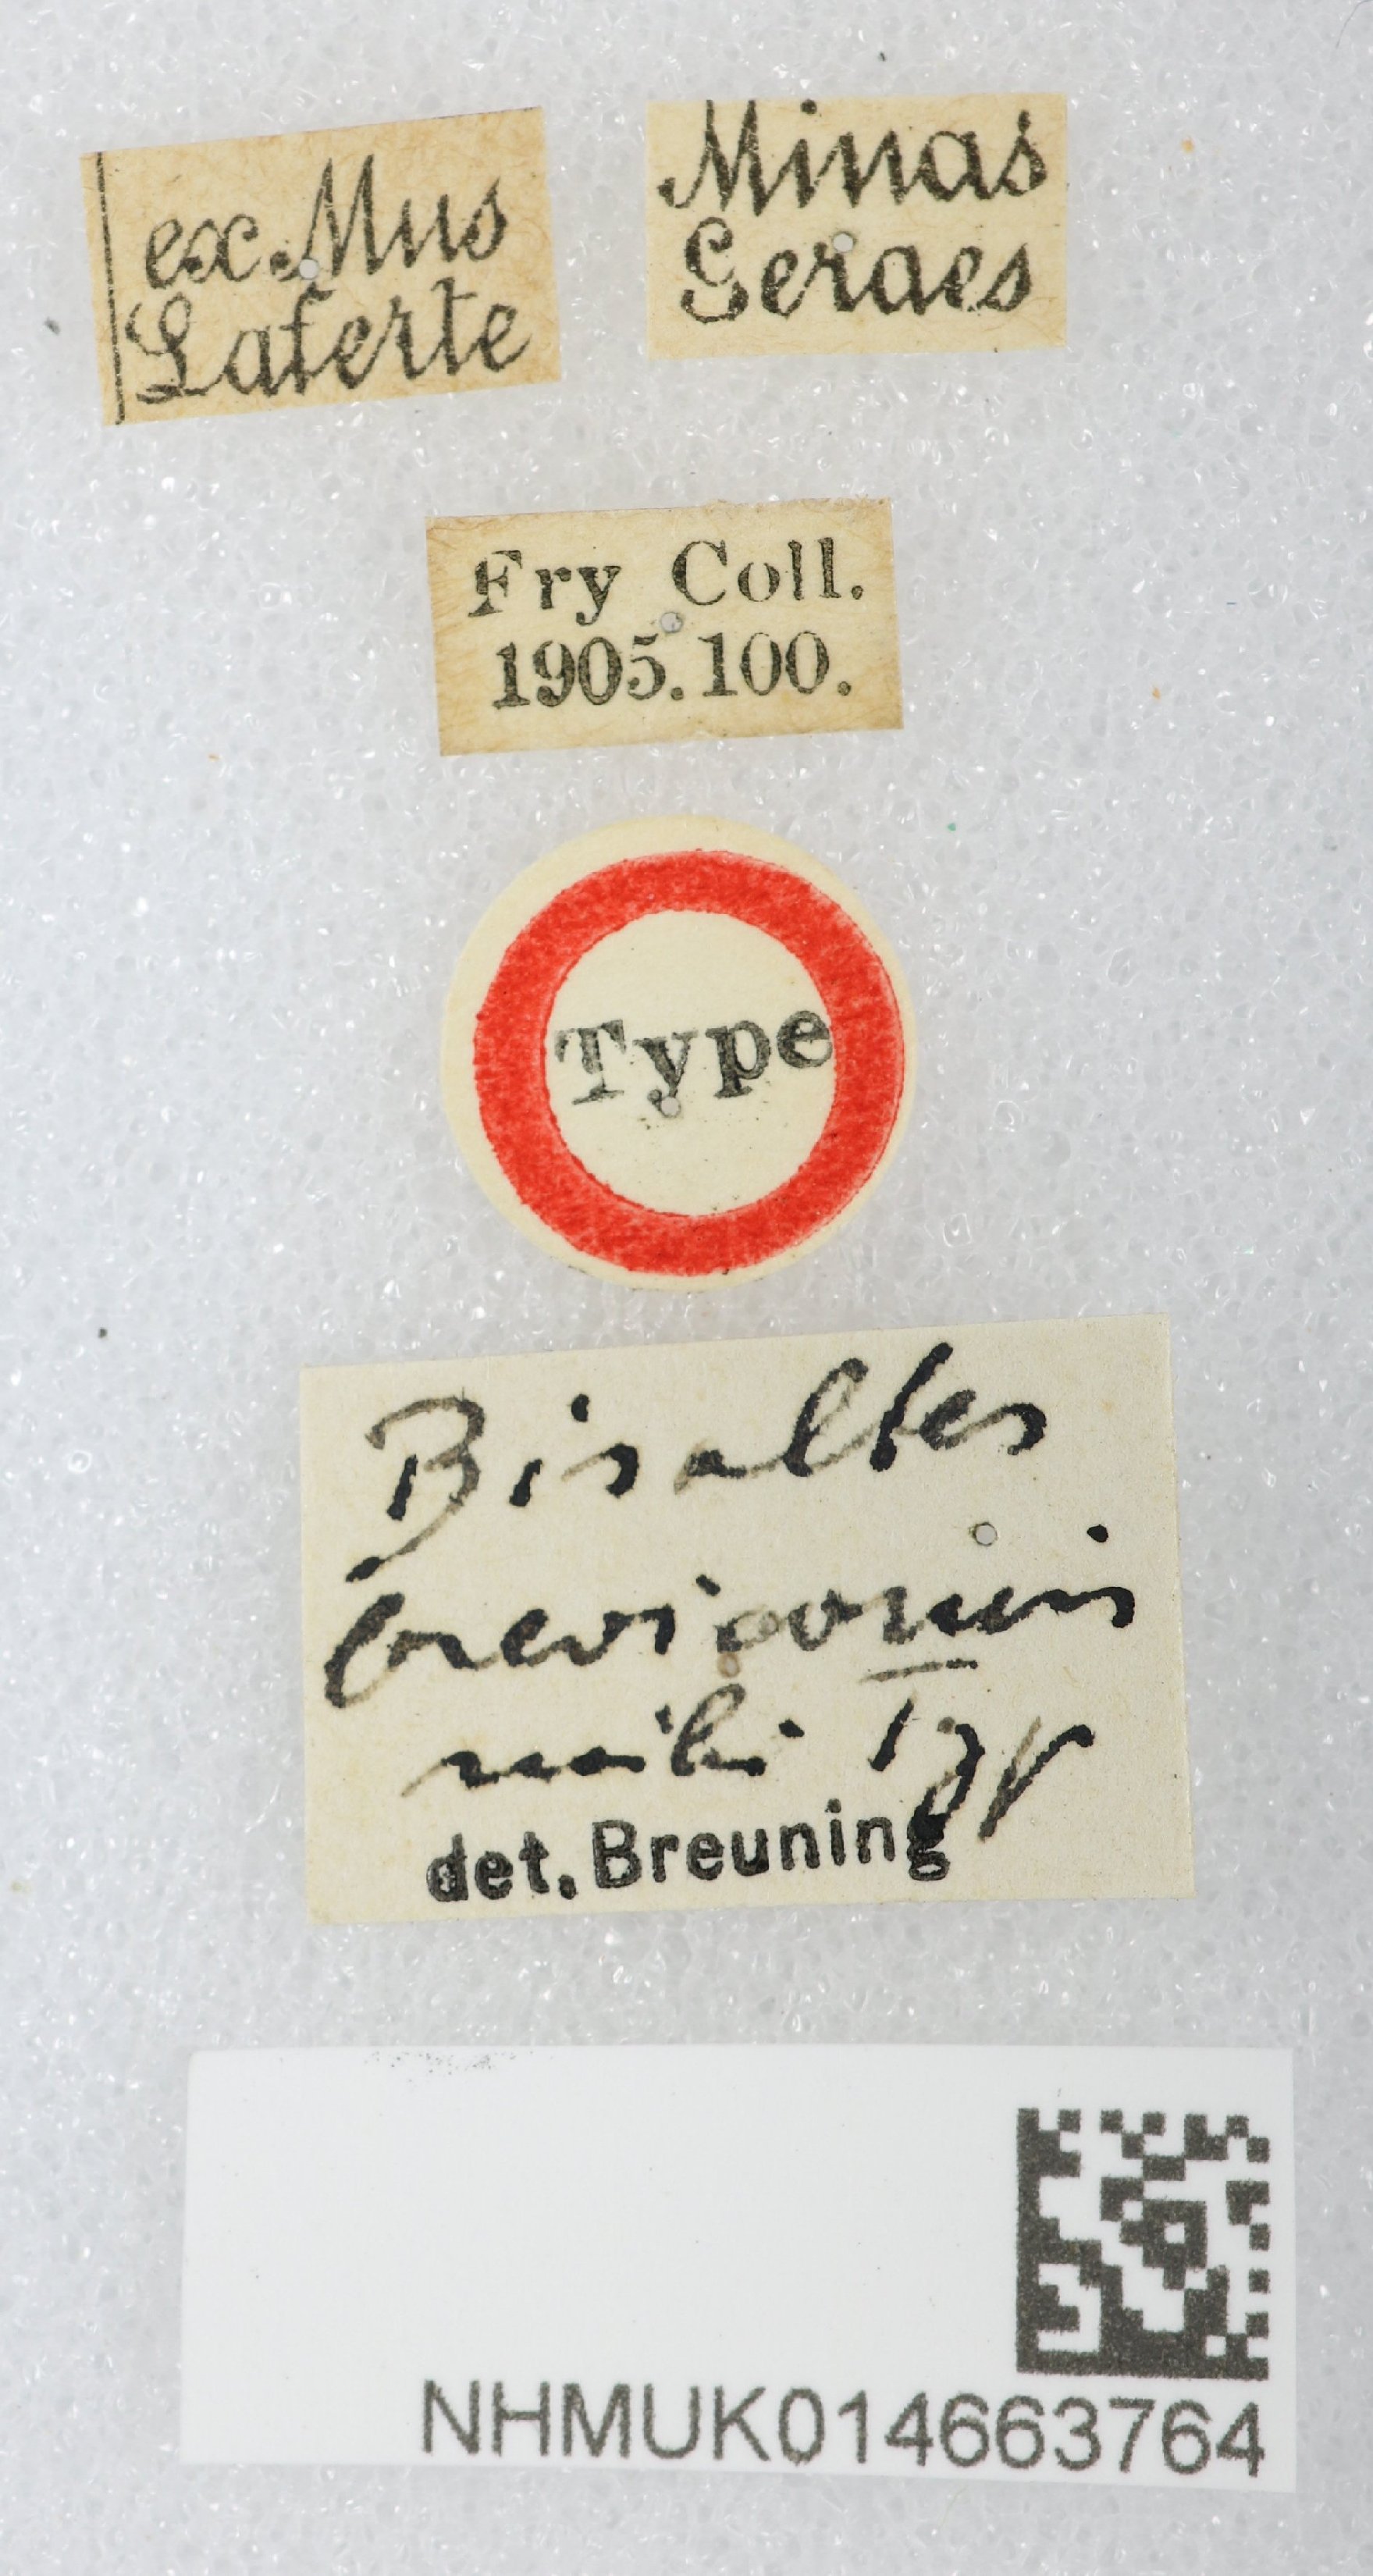 ex. Mus
Laferte
Minas
Geraes
Fry Coll.
1905.100.
Type
Bisaltes
brevicornis
mihi Typ
det. Breuning
NHMUK014663764